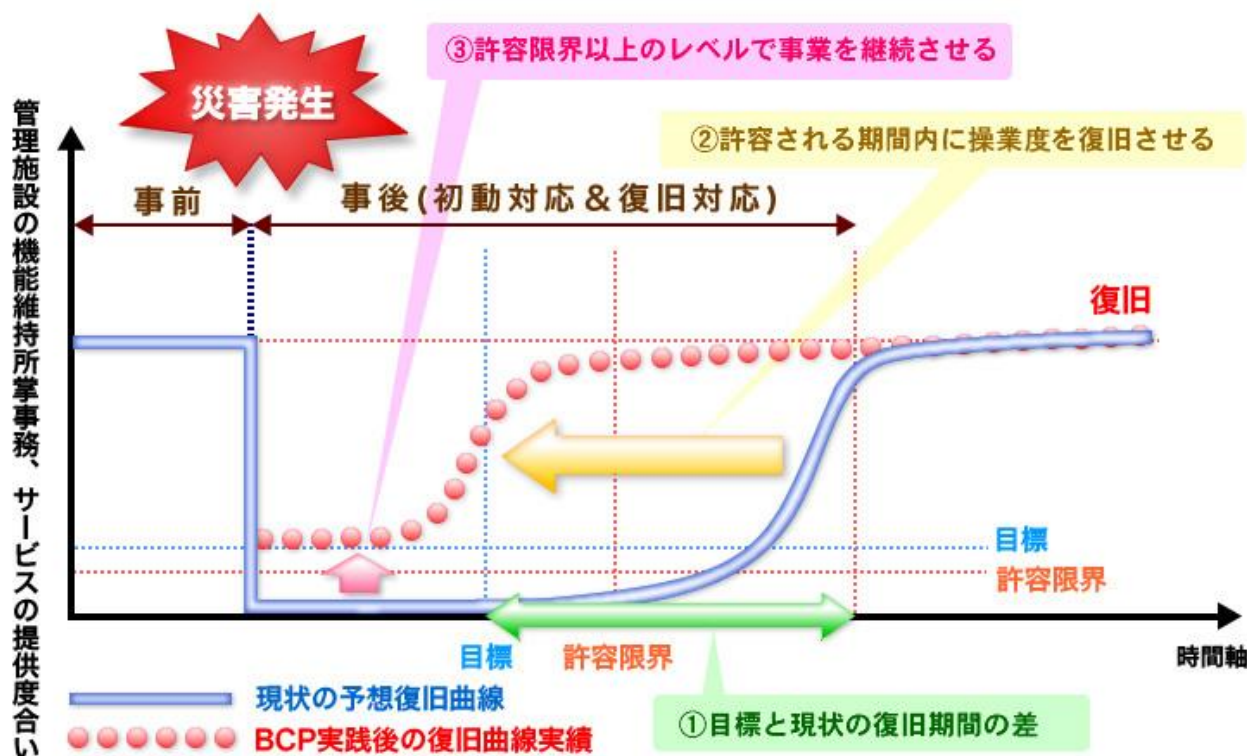 ③許容限界以上のレベルで事業を継続させる
災害発生
②許容される期間内に操業度を復旧させる
管理施設の機能維持所掌事務、サービスの提供度合い
事前
事後(初動対応&復旧対応)
復旧
目標
許容限界
目標
許容限界
時間軸
現状の予想復旧曲線
①目標と現状の復旧期間の差
BCP実践後の復旧曲線実績